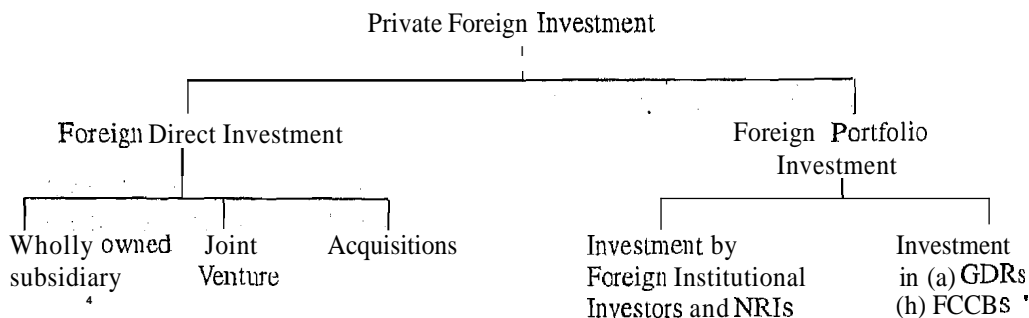 Private Foreign Investment
Foreign Direct Investment
Foreign Portfolio
Investment
Wholly owned
subsidiary
Joint
Venture
Acquisitions
Investment by
Foreign Institutional
Investors and NRIs
Investment
in (a) GDRs
(h) FCCBs